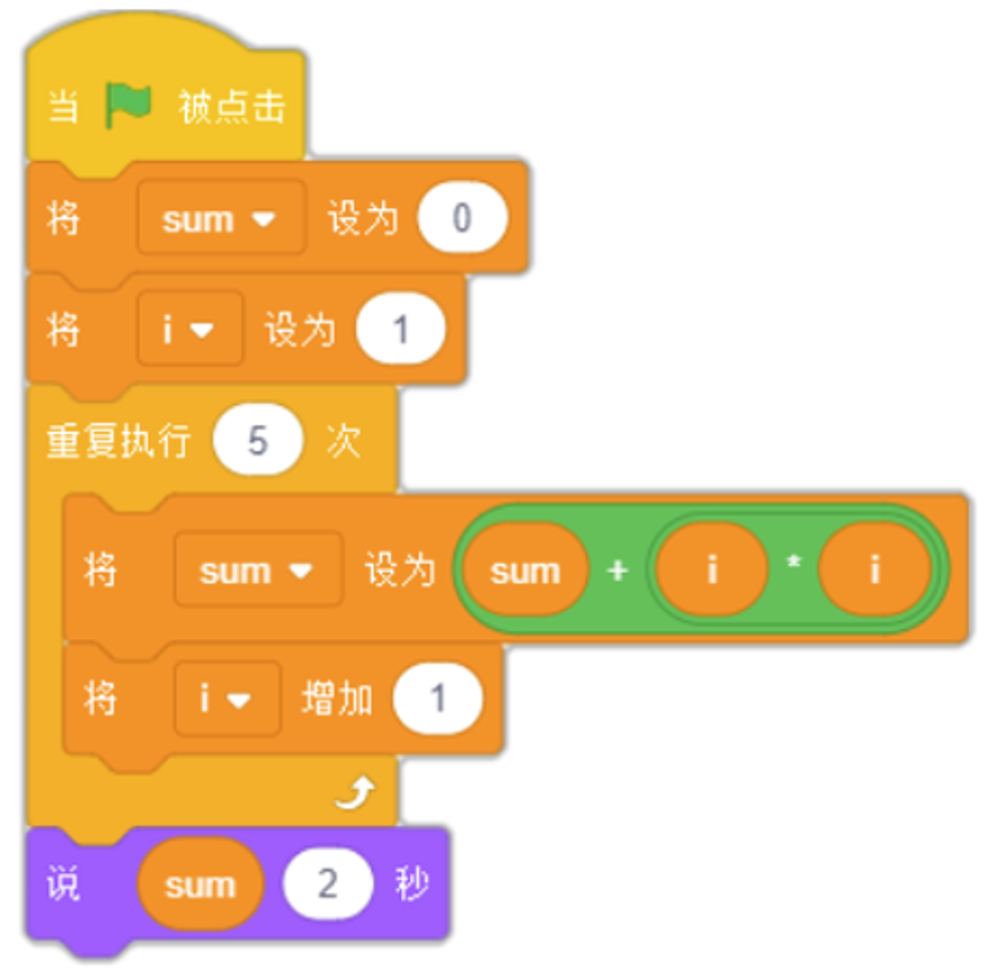 当 被点击
将 sum 设为 0
将 i 设为 1
重复执行 5 次
将 sum 设为 sum + i * i
将 i 增加 1
说 sum 2 秒